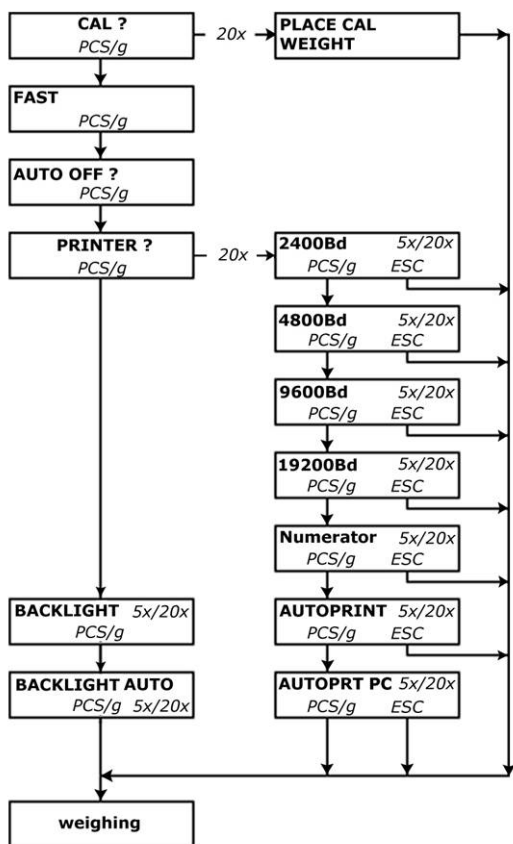 CAL ?
PCS/g
20x
PLACE CAL
WEIGHT
FAST
PCS/g
AUTO OFF ?
PCS/g
PRINTER ?
PCS/g
20x
2400Bd 5x/20x
PCS/g ESC
4800Bd 5x/20x
PCS/g ESC
9600Bd 5x/20x
PCS/g ESC
19200Bd 5x/20x
PCS/g ESC
Numerator 5x/20x
PCS/g ESC
BACKLIGHT 5x/20x
PCS/g
AUTOPRINT 5x/20x
PCS/g ESC
BACKLIGHT AUTO
PCS/g 5x/20x
AUTOPRT PC 5x/20x
PCS/g ESC
weighing